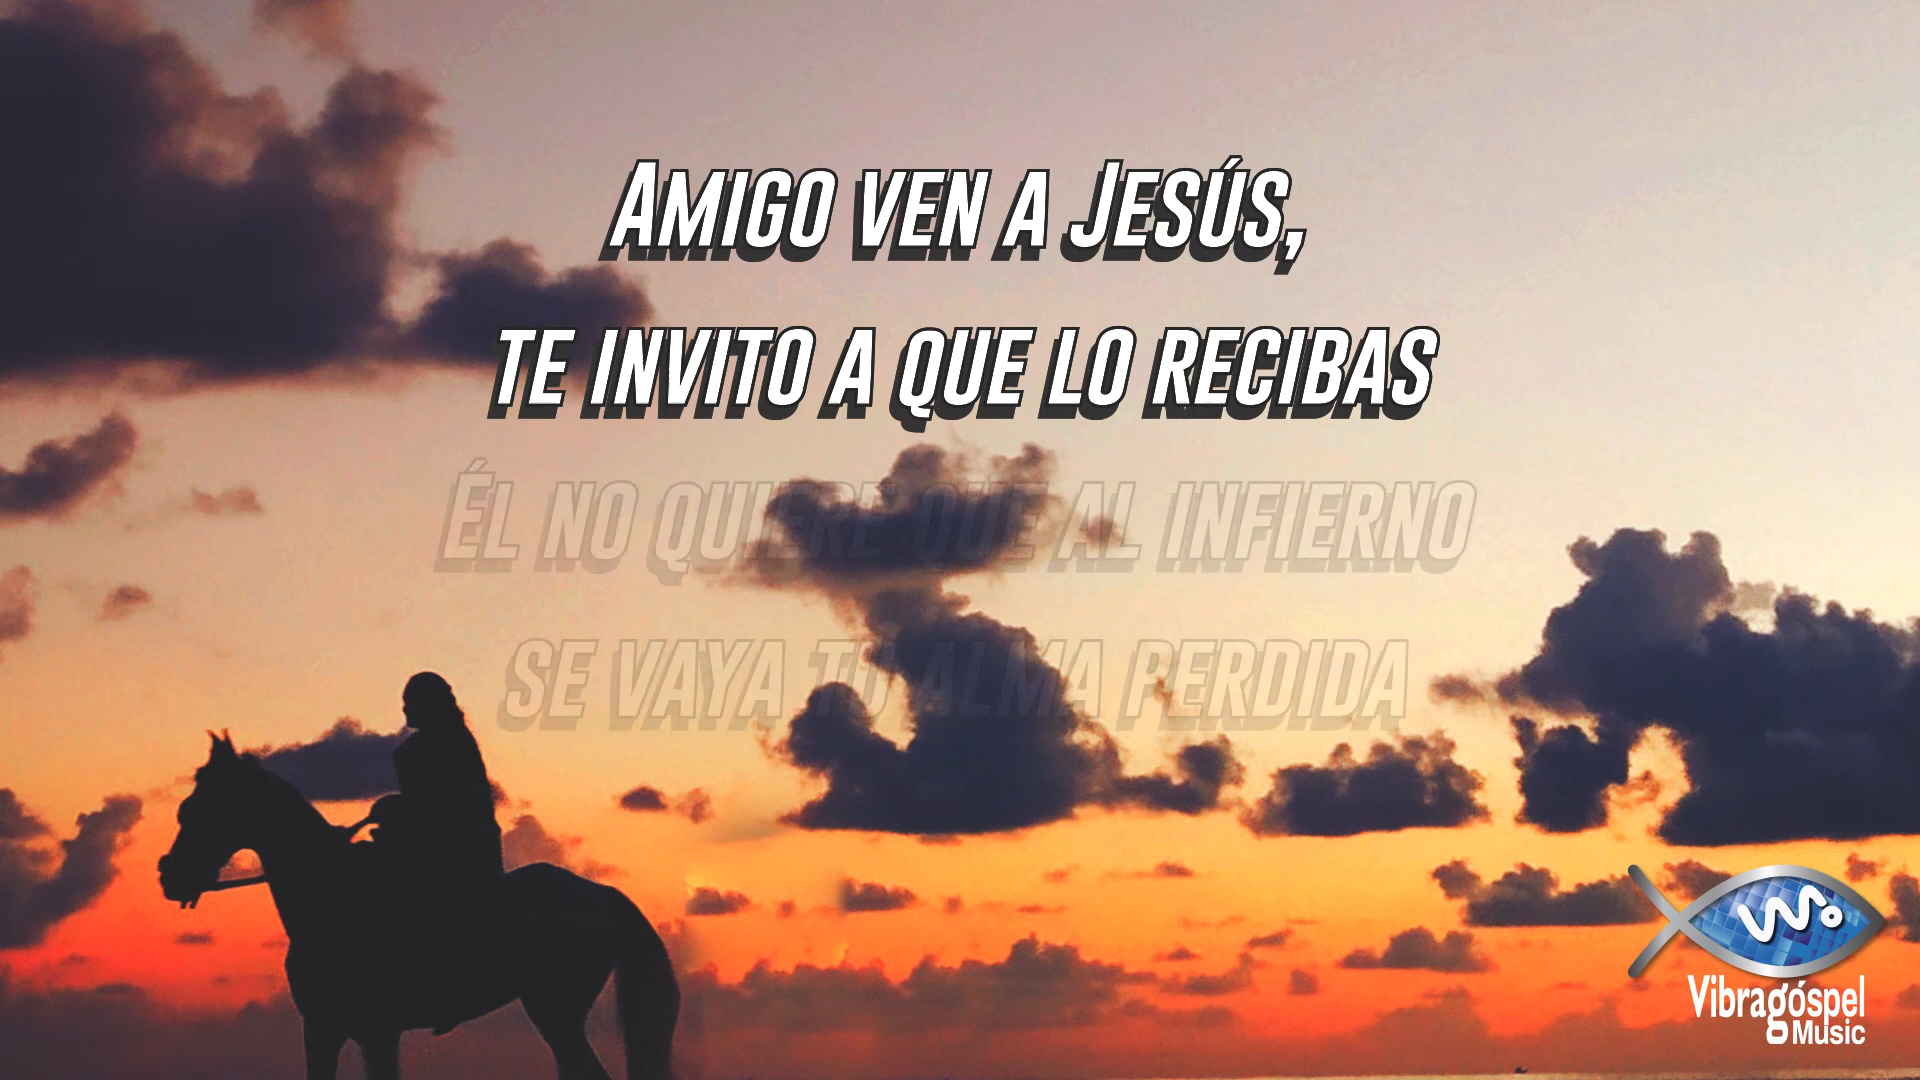 Amigo ven a Jesús,
te invito a que lo recibas
Él no quiere que al infierno
se vaya tu alma perdida
Vibragóspel
Music